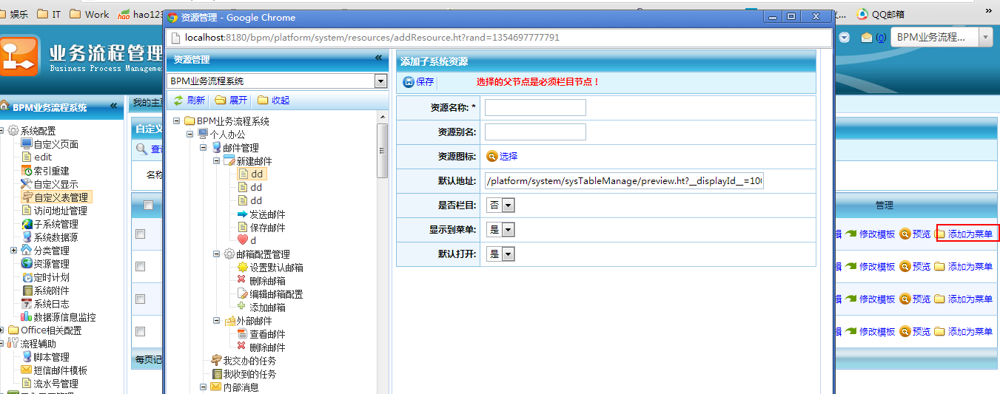 娱乐 IT Work hao123 QQ邮箱 »
资源管理 - Google Chrome
localhost:8180/bpm/platform/system/resources/addResource.ht?rand=1354697777791
业务流程管理
Business Process Manageme
(0) BPM业务流程...
BPM业务流程系统 «
我的主页
系统配置
自定义页面
edit
索引重建
自定义显示
自定义表管理
访问地址管理
子系统管理
系统数据源
分类管理
资源管理
定时计划
系统附件
系统日志
数据源信息监控
Office相关配置
流程辅助
脚本管理
短信邮件模板
流水号管理
自定义
名称
每页记
资源管理 «
BPM业务流程系统
刷新 展开 收起
BPM业务流程系统
个人办公
邮件管理
新建邮件
dd
dd
dd
发送邮件
保存邮件
d
邮箱配置管理
设置默认邮箱
删除邮箱
编辑邮箱配置
添加邮箱
外部邮件
查看邮件
删除邮件
我交办的任务
我收到的任务
内部消息
添加子系统资源
保存 选择的父节点是必须栏目节点！
资源名称: *
资源别名:
资源图标: 选择
默认地址: /platform/system/sysTableManage/preview.ht?__displayId__=100
是否栏目: 否
显示到菜单: 是
默认打开: 是
管理
辑 修改模板 预览 添加为菜单
辑 修改模板 预览 添加为菜单
辑 修改模板 预览 添加为菜单
辑 修改模板 预览 添加为菜单